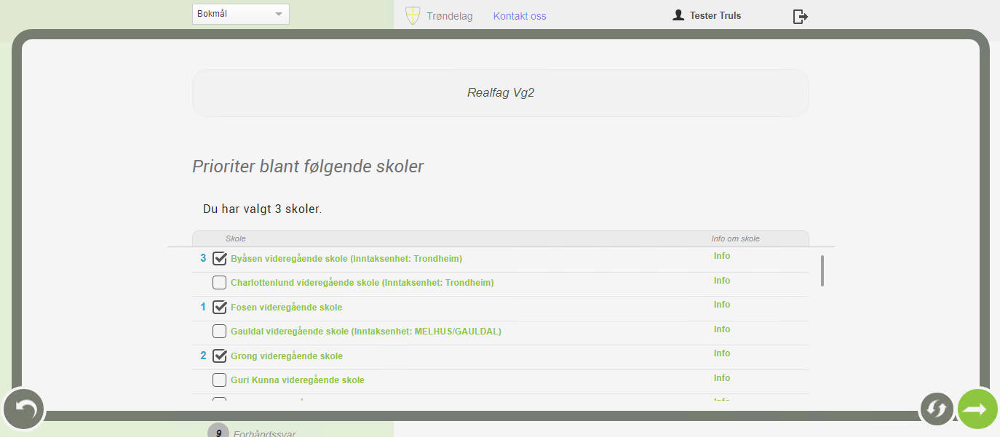 Bokmål
Trøndelag
Kontakt oss
Tester Truls
Realfag Vg2
Prioriter blant følgende skoler
Du har valgt 3 skoler.
Skole Info om skole
3 Byåsen videregående skole (Inntaksenhet: Trondheim) Info
Charlottenlund videregående skole (Inntaksenhet: Trondheim) Info
1 Fosen videregående skole Info
Gauldal videregående skole (Inntaksenhet: MELHUS/GAULDAL) Info
2 Grong videregående skole Info
Guri Kunna videregående skole Info
9 Forhåndssvar